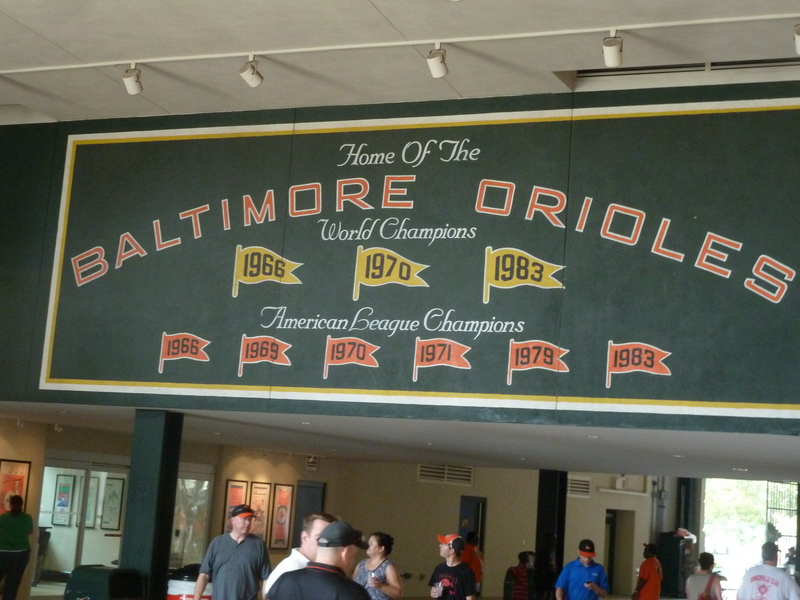 Home Of The
BALTIMORE ORIOLES
World Champions
1966 1970 1983
American League Champions
1966 1969 1970 1971 1979 1983